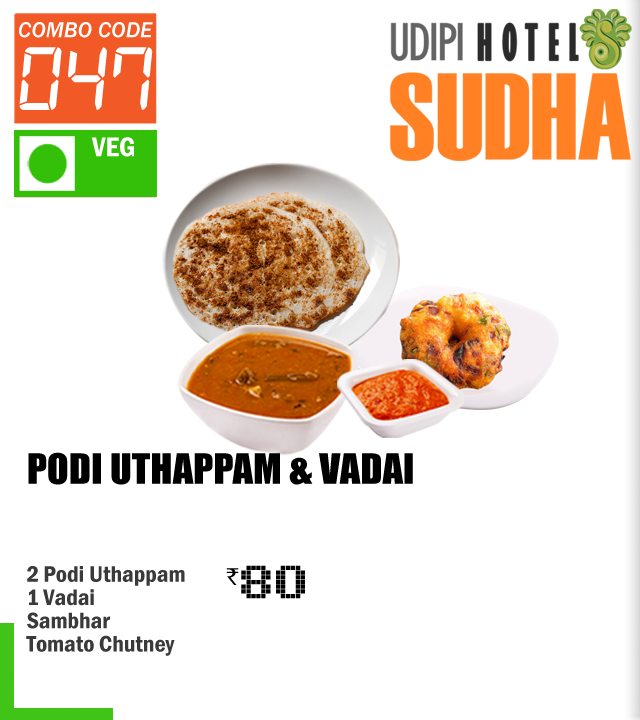 COMBO CODE
047
VEG
UDIPI HOTEL
SUDHA
PODI UTHAPPAM & VADAI
2 Podi Uthappam
1 Vadai
Sambhar
Tomato Chutney
₹80